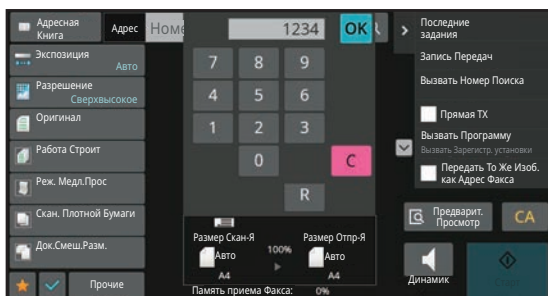 Адресная
Книга
Адрес
Номе
1234
OK
Последние
задания
Экспозиция
Авто
7
8
9
Запись Передач
Разрешение
Сверхвысокое
4
5
6
Вызвать Номер Поиска
Оригинал
1
2
3
Прямая TX
Работа Строит
0
C
Вызвать Программу
Вызвать Зарегистр. установки
Реж. Медл.Прос
R
Передать То Же Изоб.
как Адрес Факса
Скан. Плотной Бумаги
Предварит.
Просмотр
CA
Док.Смеш.Разм.
Размер Скан-Я
100%
Размер Отпр-Я
Авто
Авто
A4
A4
Прочие
Память приема Факса:
0%
Динамик
Старт